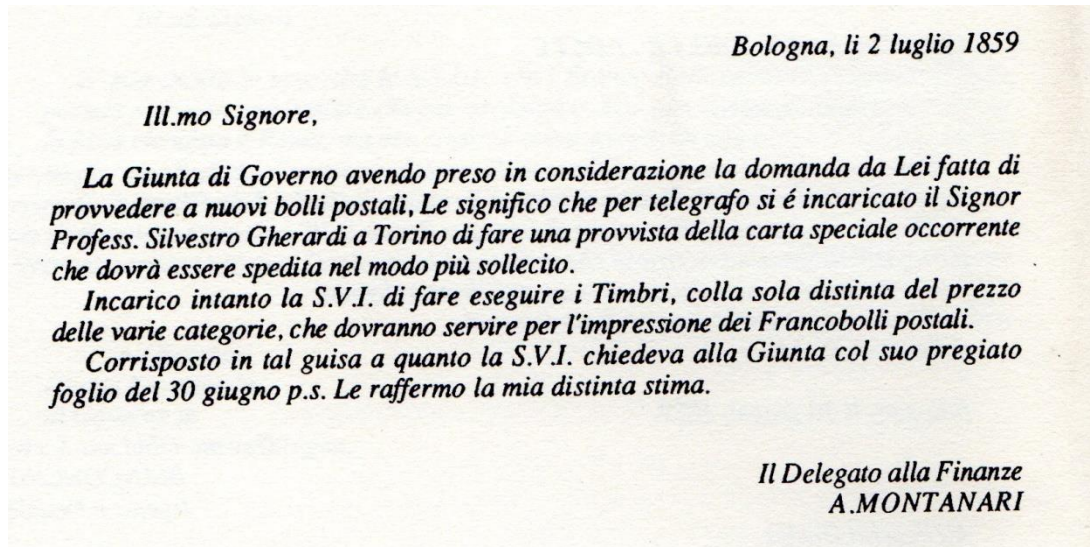 Bologna, li 2 luglio 1859
Ill.mo Signore,
La Giunta di Governo avendo preso in considerazione la domanda da Lei fatta di
provvedere a nuovi bolli postali, Le significo che per telegrafo si é incaricato il Signor
Profess. Silvestro Gherardi a Torino di fare una provvista della carta speciale occorrente
che dovrà essere spedita nel modo più sollecito.
Incarico intanto la S.V.I. di fare eseguire i Timbri, colla sola distinta del prezzo
delle varie categorie, che dovranno servire per l'impressione dei Francobolli postali.
Corrisposto in tal guisa a quanto la S.V.I. chiedeva alla Giunta col suo pregiato
foglio del 30 giugno p.s. Le raffermo la mia distinta stima.
Il Delegato alla Finanze
A.MONTANARI